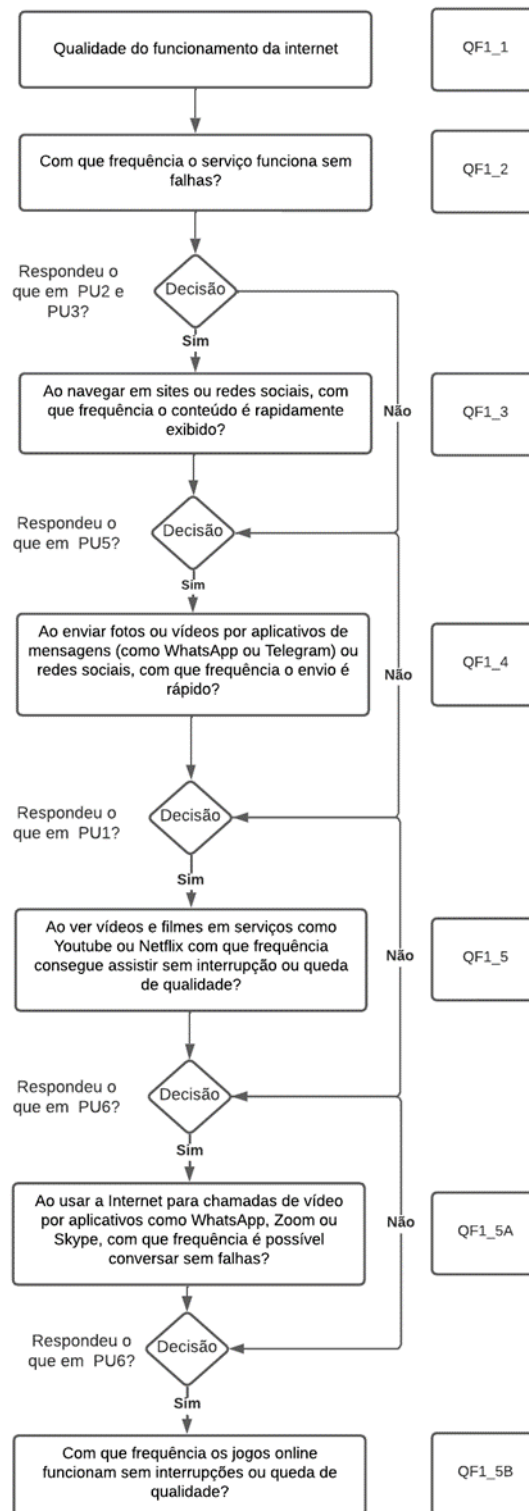 Qualidade do funcionamento da internet
QF1_1
Com que frequência o serviço funciona sem
falhas?
QF1_2
Respondeu o
que em PU2 e
PU3?
Decisão
Sim
Não
Ao navegar em sites ou redes sociais, com
que frequência o conteúdo é rapidamente
exibido?
QF1_3
Respondeu o
que em PU5?
Decisão
Sim
Não
Ao enviar fotos ou vídeos por aplicativos de
mensagens (como WhatsApp ou Telegram) ou
redes sociais, com que frequência o envio é
rápido?
QF1_4
Respondeu o
que em PU1?
Decisão
Sim
Não
Ao ver vídeos e filmes em serviços como
Youtube ou Netflix com que frequência
consegue assistir sem interrupção ou queda
de qualidade?
QF1_5
Respondeu o
que em PU6?
Decisão
Sim
Não
Ao usar a Internet para chamadas de vídeo
por aplicativos como WhatsApp, Zoom ou
Skype, com que frequência é possível
conversar sem falhas?
QF1_5A
Respondeu o
que em PU6?
Decisão
Sim
Com que frequência os jogos online
funcionam sem interrupções ou queda de
qualidade?
QF1_5B